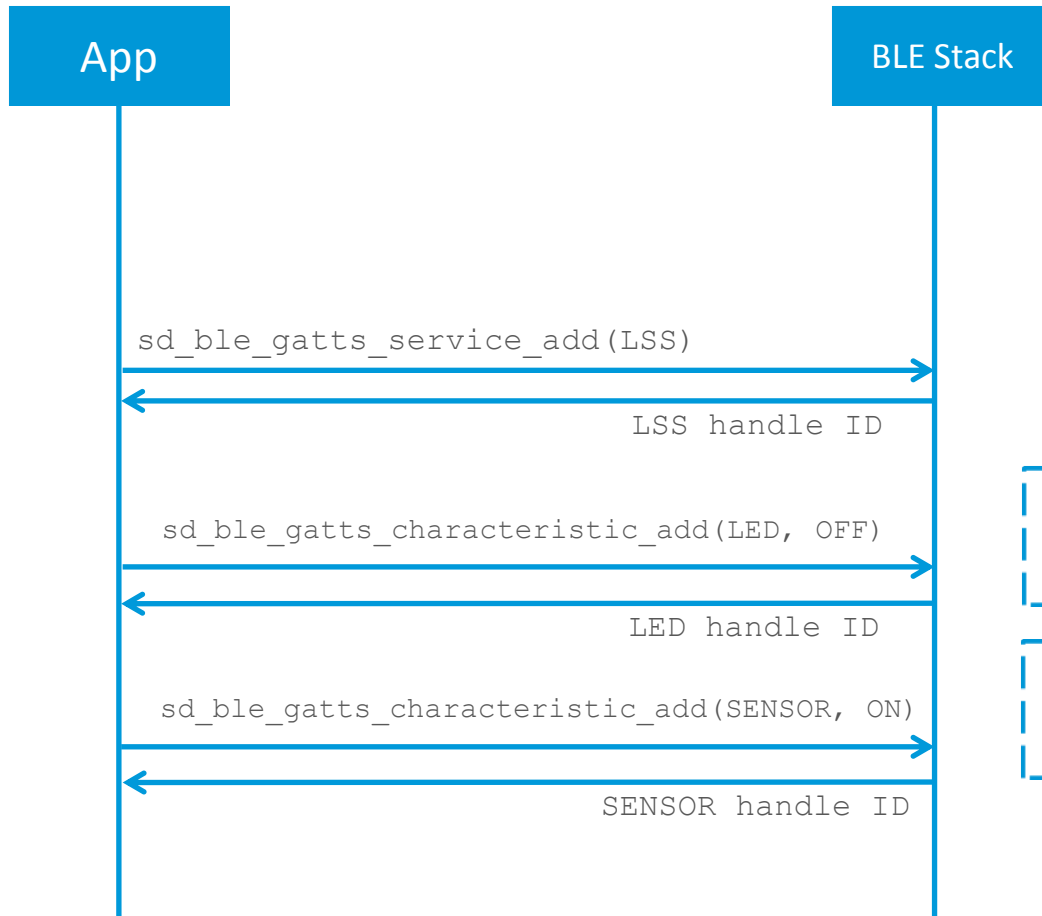 App
BLE Stack
sd_ble_gatts_service_add(LSS)
LSS handle ID
sd_ble_gatts_characteristic_add(LED, OFF)
LED handle ID
sd_ble_gatts_characteristic_add(SENSOR, ON)
SENSOR handle ID